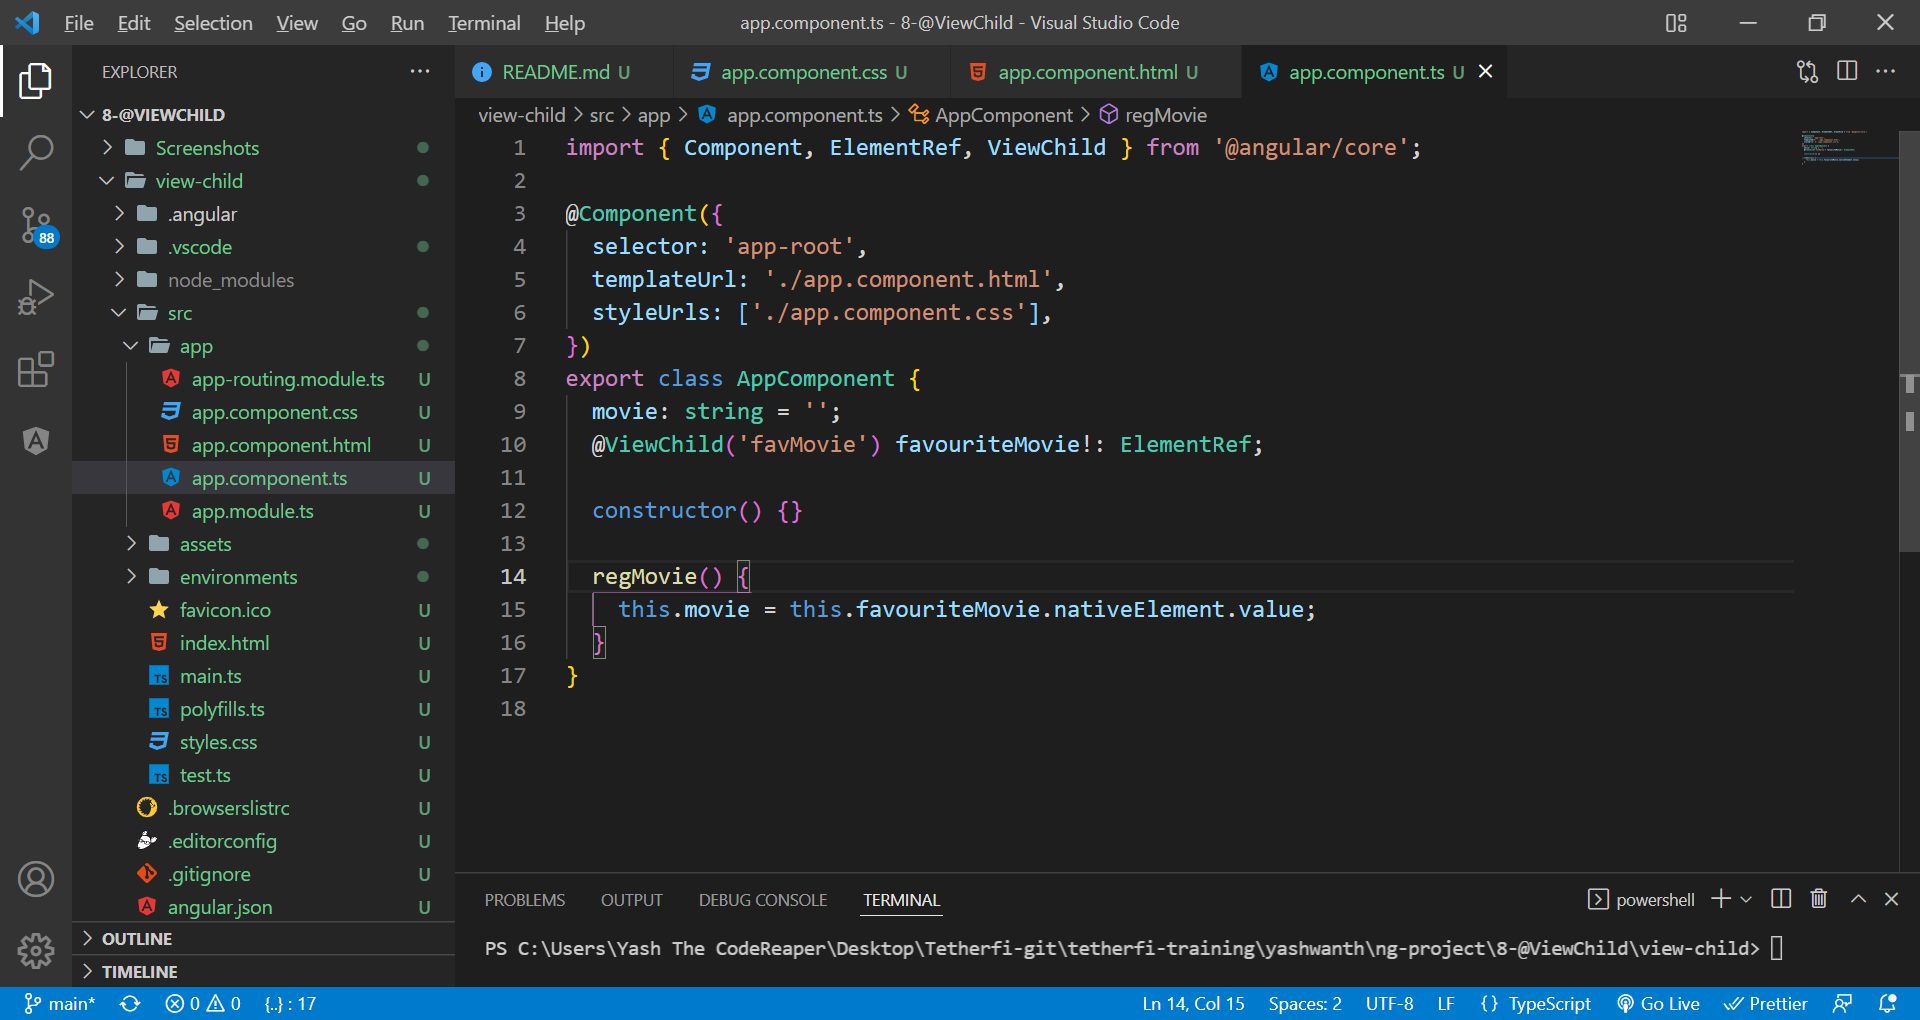 File Edit Selection View Go Run Terminal Help
app.component.ts - 8-@ViewChild - Visual Studio Code
EXPLORER
8-@VIEWCHILD
Screenshots
view-child
.angular
.vscode
node_modules
src
app
app-routing.module.ts U
app.component.css U
app.component.html U
app.component.ts U
app.module.ts U
assets
environments
favicon.ico U
index.html U
main.ts U
polyfills.ts U
styles.css U
test.ts U
.browserslistrc U
.editorconfig U
.gitignore U
angular.json U
OUTLINE
TIMELINE
88
README.md U
app.component.css U
app.component.html U
app.component.ts U
view-child > src > app > app.component.ts > AppComponent > regMovie
1 import { Component, ElementRef, ViewChild } from '@angular/core';
2
3 @Component({
4 selector: 'app-root',
5 templateUrl: './app.component.html',
6 styleUrls: ['./app.component.css'],
7 })
8 export class AppComponent {
9 movie: string = '';
10 @ViewChild('favMovie') favouriteMovie!: ElementRef;
11
12 constructor() {}
13
14 regMovie() {
15 this.movie = this.favouriteMovie.nativeElement.value;
16 }
17 }
18
PROBLEMS OUTPUT DEBUG CONSOLE TERMINAL
powershell
PS C:\Users\Yash The CodeReaper\Desktop\Tetherfi-git\tetherfi-training\yashwanth\ng-project\8-@ViewChild\view-child>
main* 0 0 {..} : 17
Ln 14, Col 15 Spaces: 2 UTF-8 LF {} TypeScript Go Live Prettier